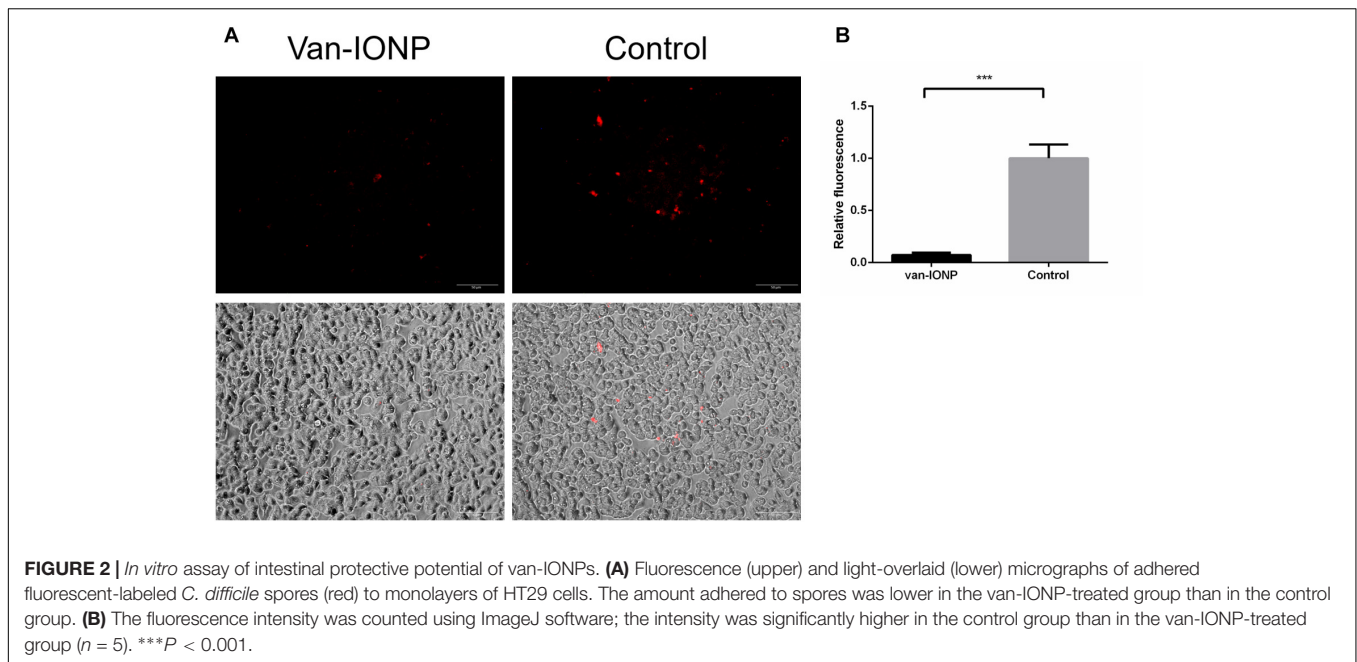 A
Van-IONP Control
B
***
1.5
1.0
0.5
0.0
Relative fluorescence
van-IONP Control
FIGURE 2 | In vitro assay of intestinal protective potential of van-IONPs. (A) Fluorescence (upper) and light-overlaid (lower) micrographs of adhered
fluorescent-labeled C. difficile spores (red) to monolayers of HT29 cells. The amount adhered to spores was lower in the van-IONP-treated group than in the control
group. (B) The fluorescence intensity was counted using ImageJ software; the intensity was significantly higher in the control group than in the van-IONP-treated
group (n = 5). ***P < 0.001.